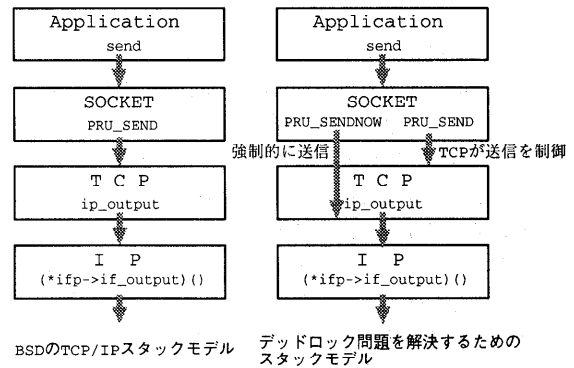 Application
send
SOCKET
PRU_SEND
T C P
ip_output
I P
(*ifp->if_output)()
BSDのTCP/IPスタックモデル
Application
send
SOCKET
PRU_SENDNOW PRU_SEND
強制的に送信
TCPが送信を制御
T C P
ip_output
I P
(*ifp->if_output)()
デッドロック問題を解決するための
スタックモデル